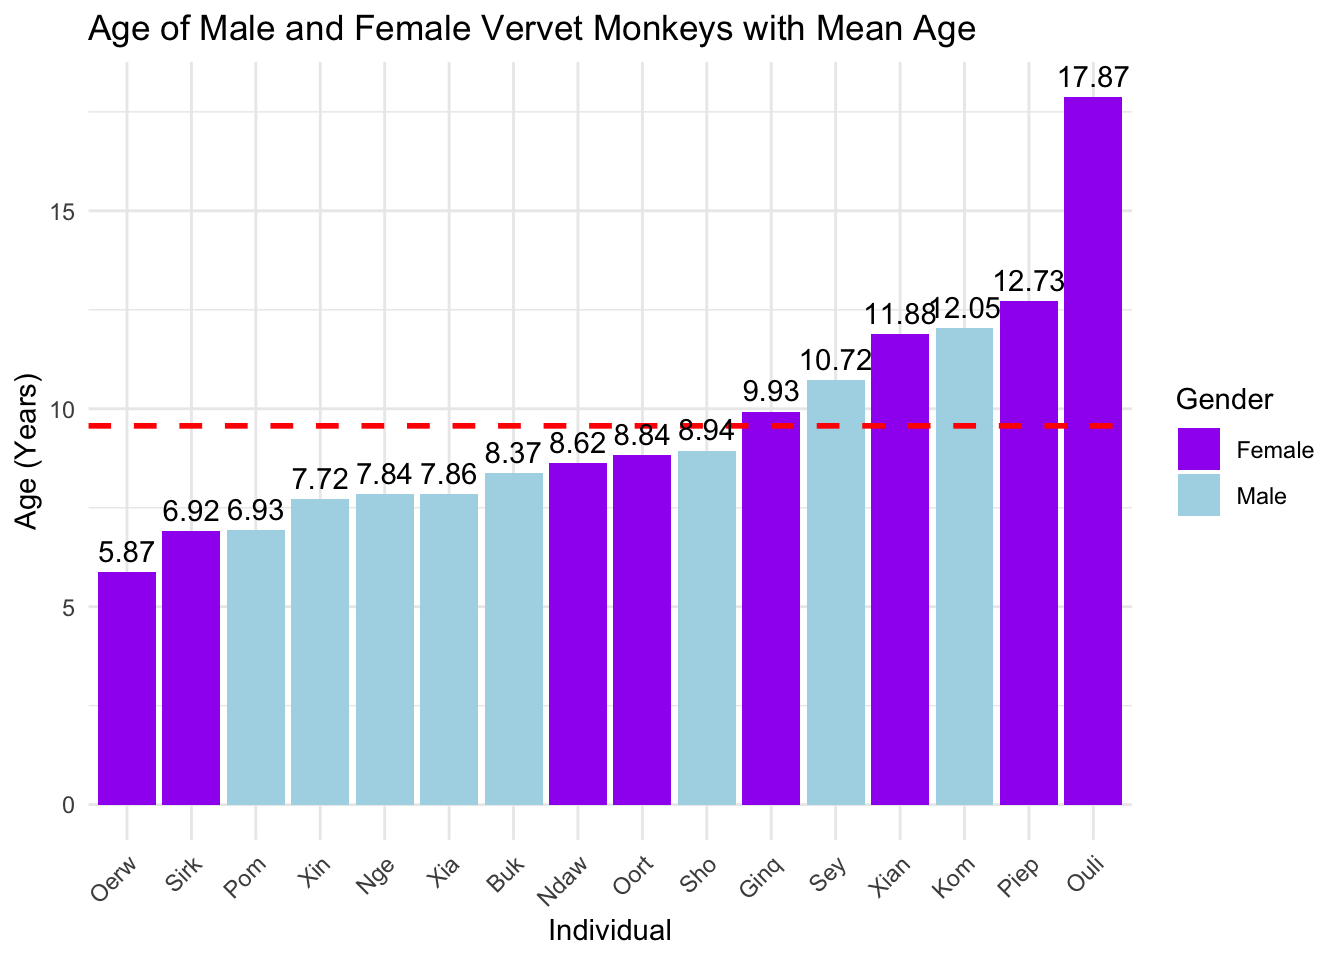 Age of Male and Female Vervet Monkeys with Mean Age
17.87
15
12.73
11.88
12.05
10.72
10
9.93
8.94
8.84
8.62
8.37
7.86
7.84
7.72
6.93
6.92
5.87
5
0
Age (Years)
Gender
Female
Male
Oerw Sirk Pom Xin Nge Xia Buk Ndaw Oort Sho Ginq Sey Xian Kom Piep Ouli
Individual